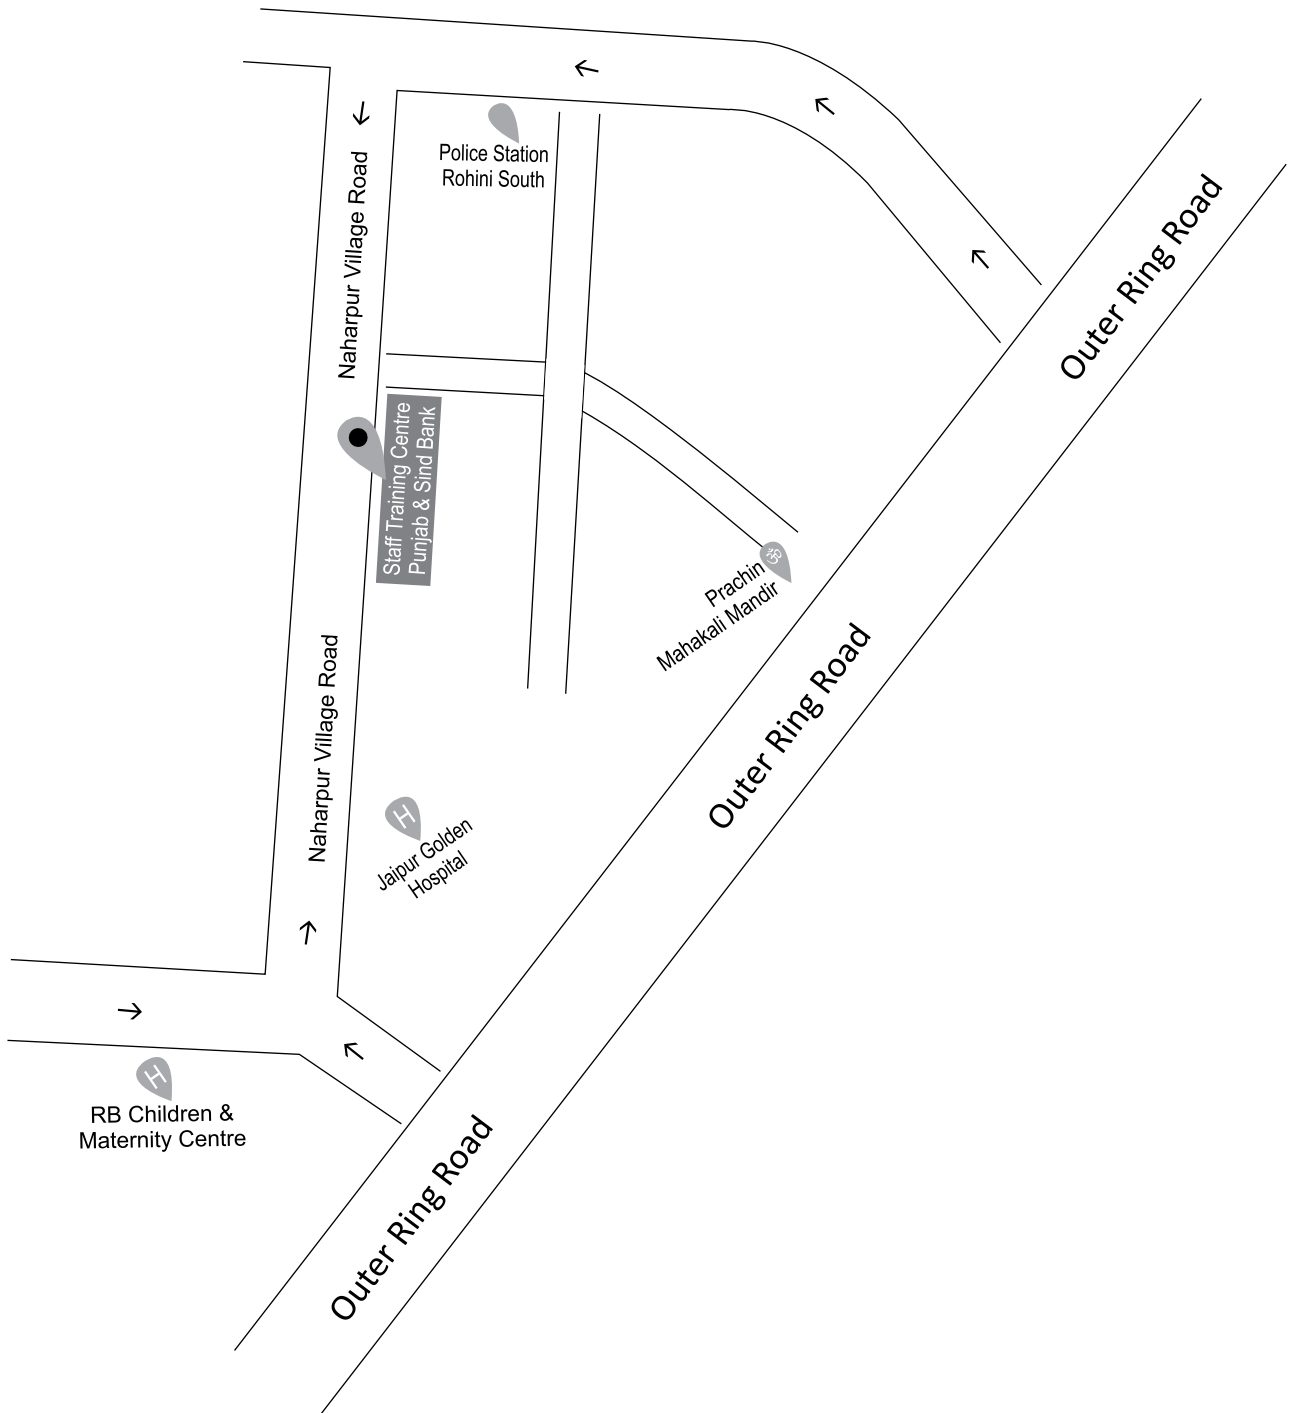 Police Station
Rohini South
Naharpur Village Road
Outer Ring Road
Staff Training Centre
Punjab & Sind Bank
ॐ
Prachin
Mahakali Mandir
Outer Ring Road
Naharpur Village Road
H
Jaipur Golden
Hospital
H
RB Children &
Maternity Centre
Outer Ring Road